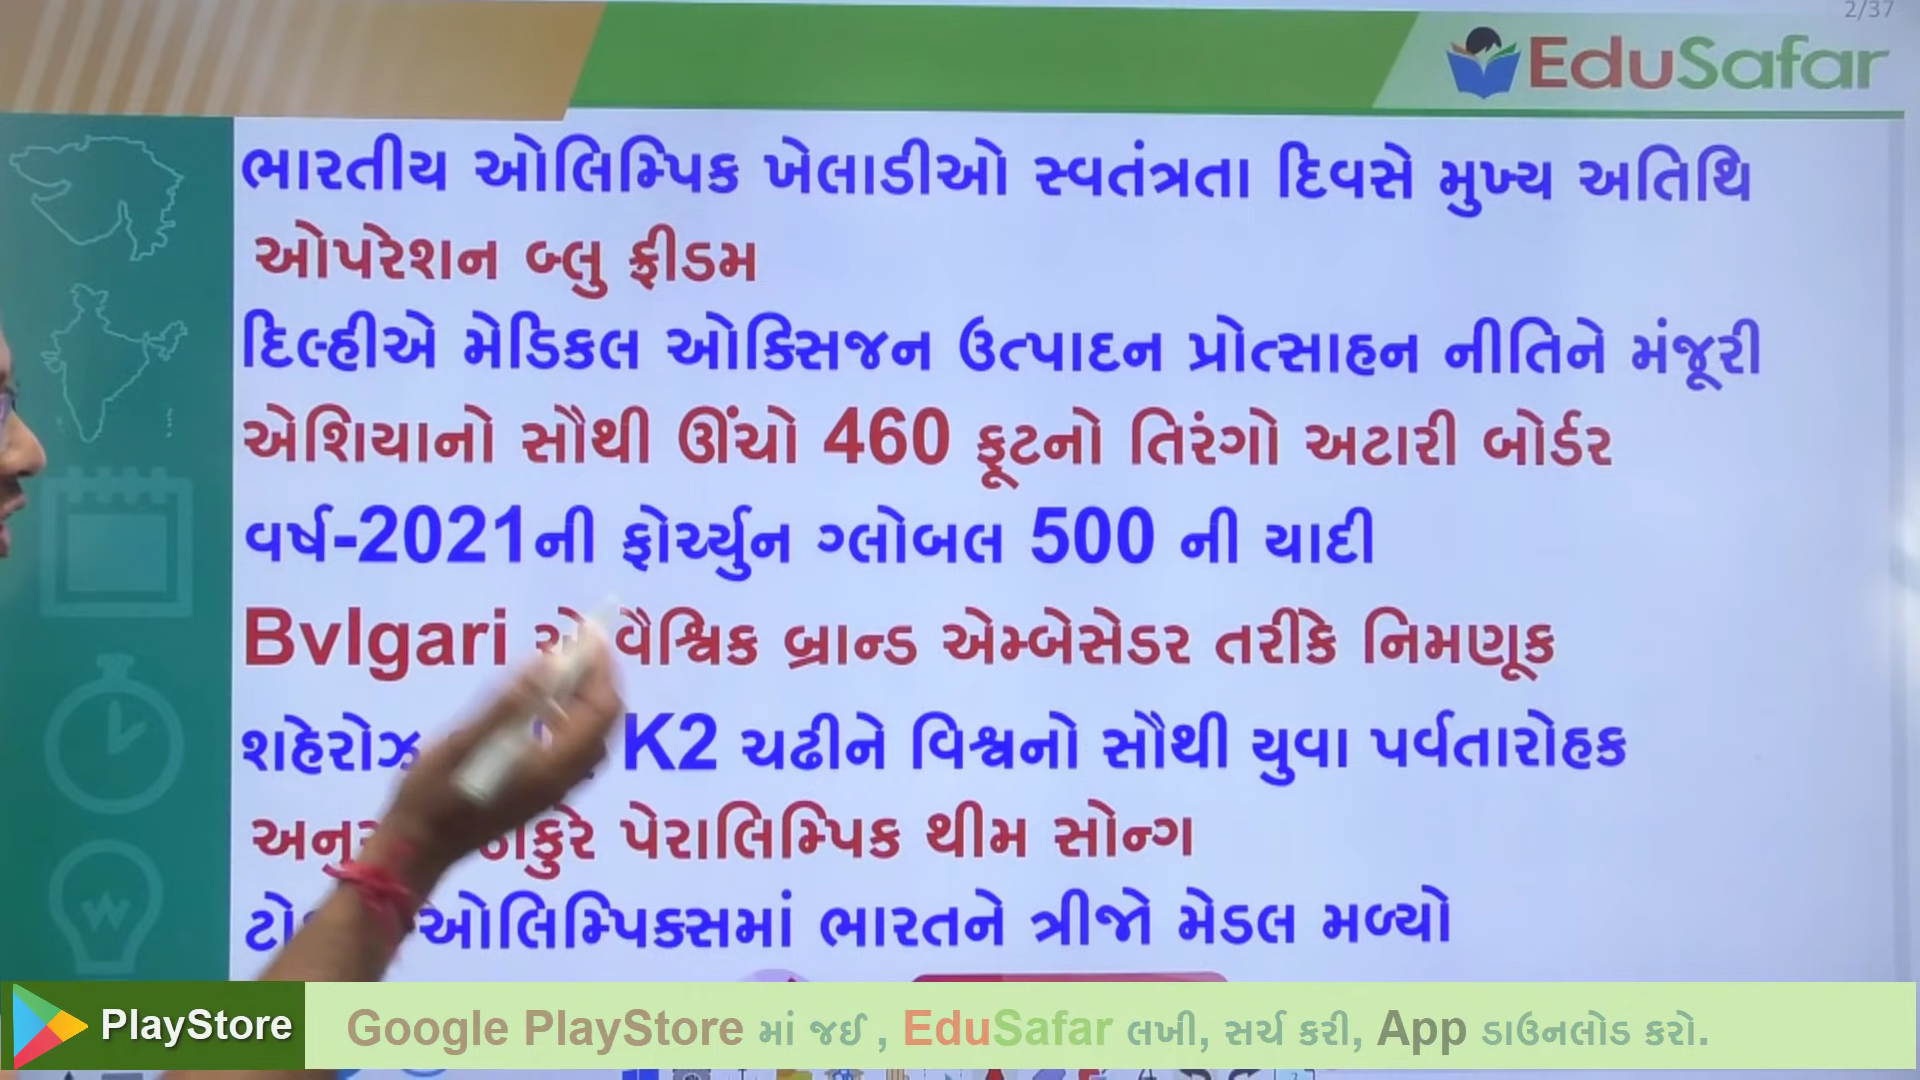 2/37
EduSafar
ભારતીય ઓલિમ્પિક ખેલાડીઓ સ્વતંત્રતા દિવસે મુખ્ય અતિથિ
ઓપરેશન બ્લુ ફ્રીડમ
દિલ્હીએ મેડિકલ ઓક્સિજન ઉત્પાદન પ્રોત્સાહન નીતિને મંજૂરી
એશિયાનો સૌથી ઊંચો 460 ફૂટનો તિરંગો અટારી બોર્ડર
વર્ષ-2021ની ફોર્ચ્યુન ગ્લોબલ 500 ની યાદી
Bvlgari એ વૈશ્વિક બ્રાન્ડ એમ્બેસેડર તરીકે નિમણૂક
શહેરોઝ K2 ચઢીને વિશ્વનો સૌથી યુવા પર્વતારોહક
ઠાકુરે પેરાલિમ્પિક થીમ સોન્ગ
ઓલિમ્પિક્સમાં ભારતને ત્રીજો મેડલ મળ્યો
PlayStore
Google PlayStore માં જઈ , EduSafar લખી, સર્ચ કરી, App ડાઉનલોડ કરો.